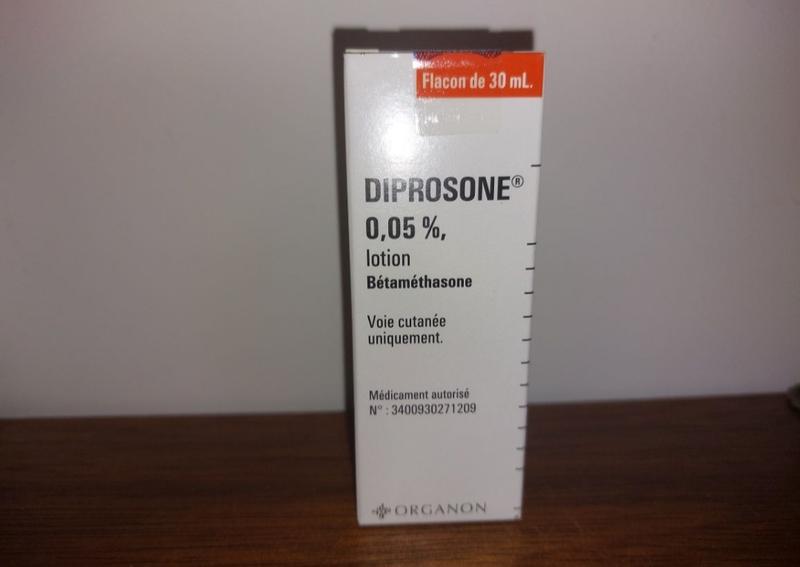 Flacon de 30 mL.
DIPROSONE®
0,05 %,
lotion
Bétaméthasone
Voie cutanée
uniquement.
Médicament autorisé
N° : 3400930271209
ORGANON